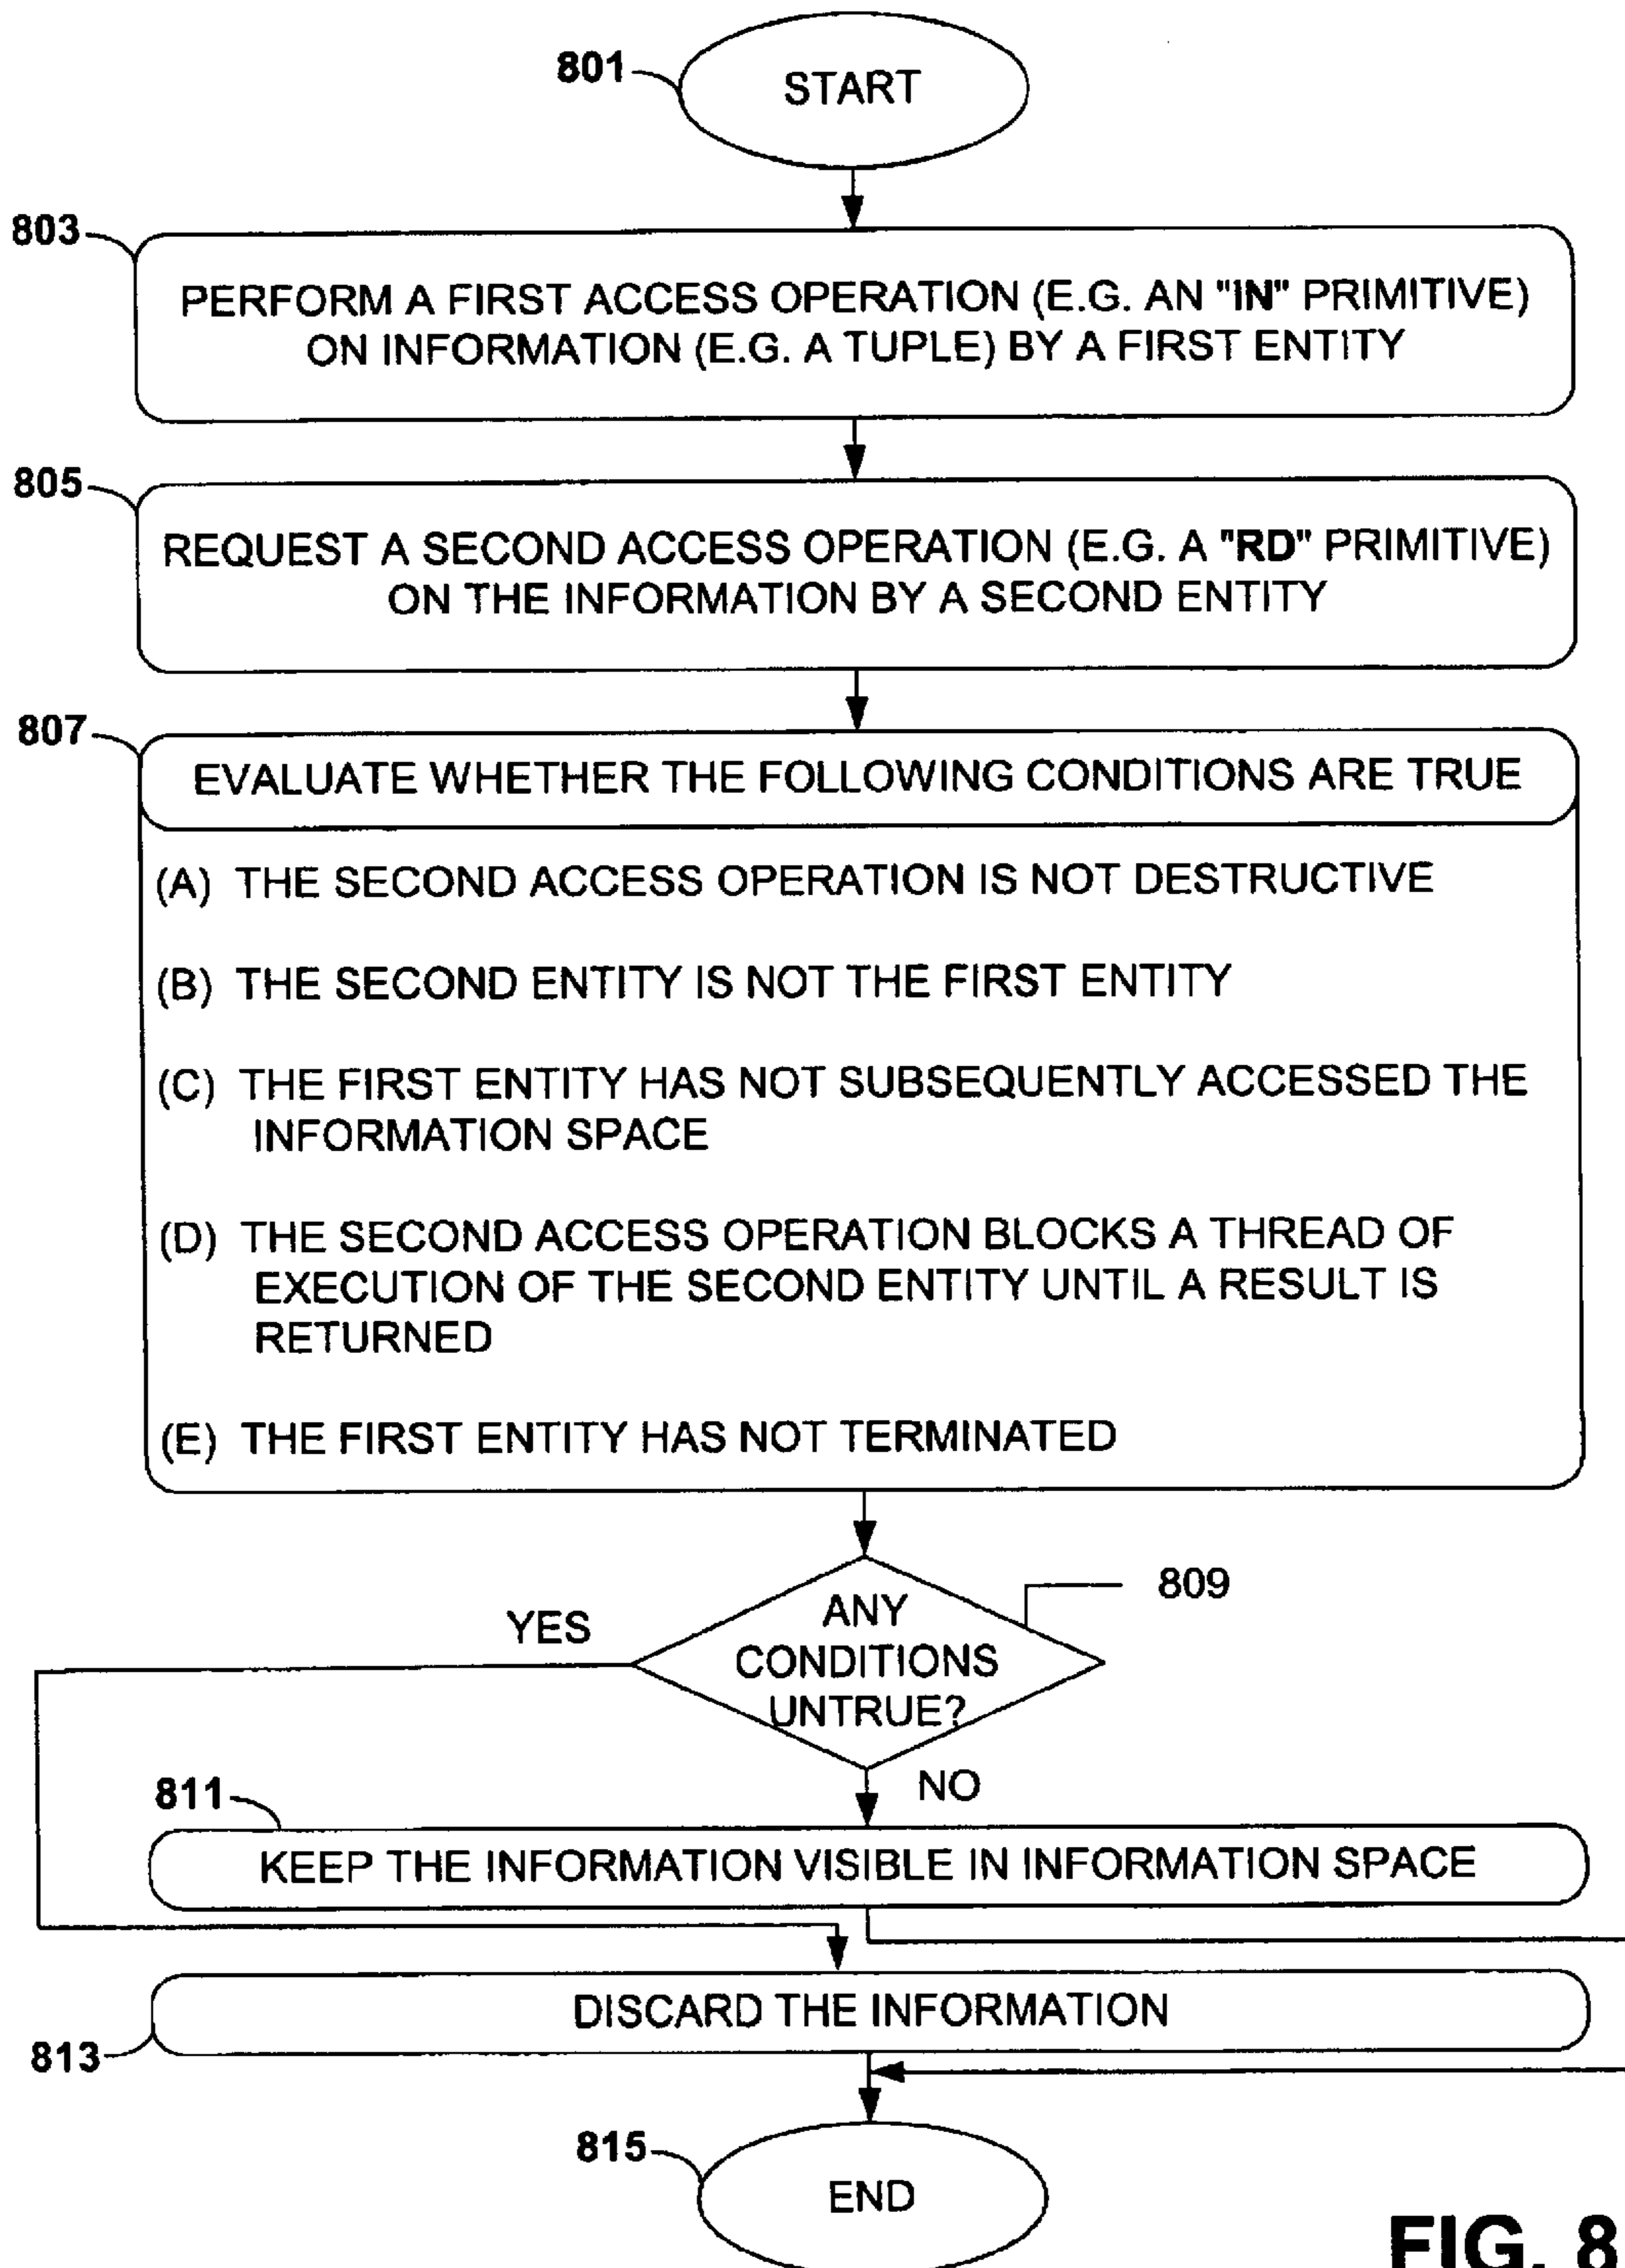 801
START
803
PERFORM A FIRST ACCESS OPERATION (E.G. AN "IN" PRIMITIVE)
ON INFORMATION (E.G. A TUPLE) BY A FIRST ENTITY
805
REQUEST A SECOND ACCESS OPERATION (E.G. A "RD" PRIMITIVE)
ON THE INFORMATION BY A SECOND ENTITY
807
EVALUATE WHETHER THE FOLLOWING CONDITIONS ARE TRUE
(A) THE SECOND ACCESS OPERATION IS NOT DESTRUCTIVE
(B) THE SECOND ENTITY IS NOT THE FIRST ENTITY
(C) THE FIRST ENTITY HAS NOT SUBSEQUENTLY ACCESSED THE
INFORMATION SPACE
(D) THE SECOND ACCESS OPERATION BLOCKS A THREAD OF
EXECUTION OF THE SECOND ENTITY UNTIL A RESULT IS
RETURNED
(E) THE FIRST ENTITY HAS NOT TERMINATED
809
YES
ANY
CONDITIONS
UNTRUE?
NO
811
KEEP THE INFORMATION VISIBLE IN INFORMATION SPACE
DISCARD THE INFORMATION
813
815
END
FIG. 8